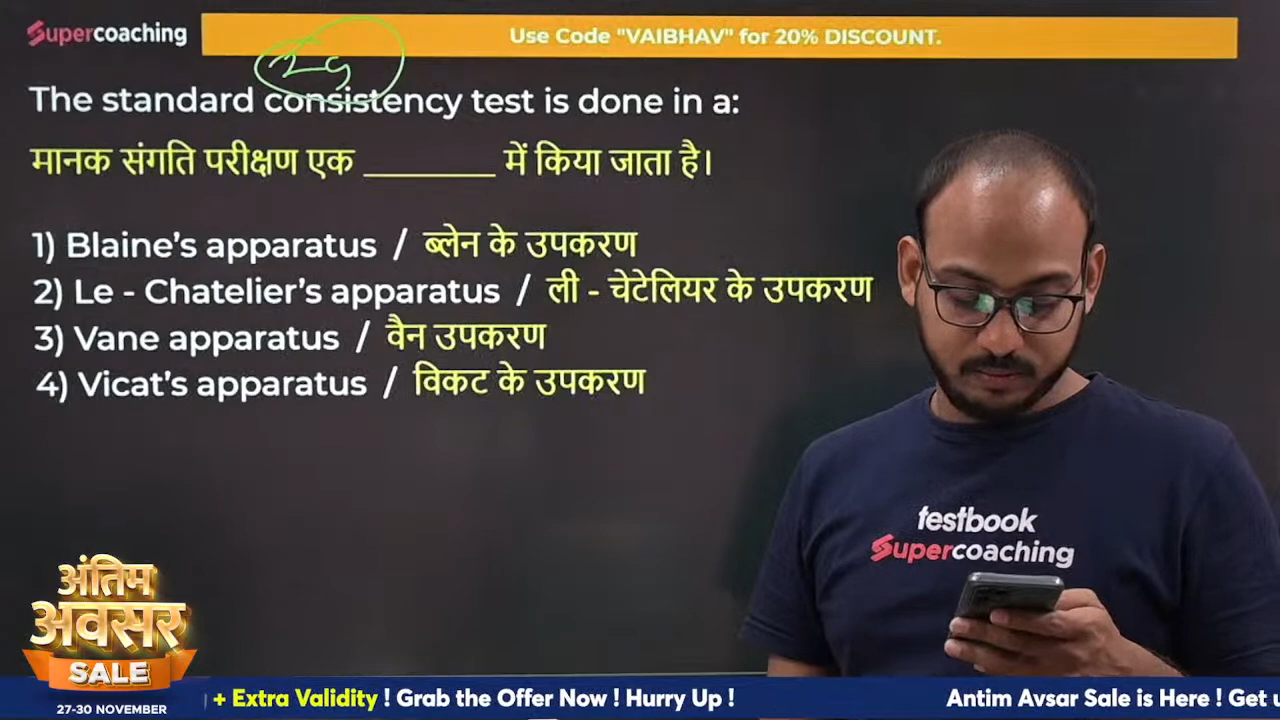 Supercoaching
Use Code "VAIBHAV" for 20% DISCOUNT.
The standard consistency test is done in a:
मानक संगति परीक्षण एक ________ में किया जाता है।
1) Blaine's apparatus / ब्लेन के उपकरण
2) Le - Chatelier's apparatus / ली - चेटेलियर के उपकरण
3) Vane apparatus / वैन उपकरण
4) Vicat's apparatus / विकट के उपकरण
testbook
Supercoaching
अंतिम
अवसर
SALE
27-30 NOVEMBER
+ Extra Validity ! Grab the Offer Now ! Hurry Up ! Antim Avsar Sale is Here ! Get